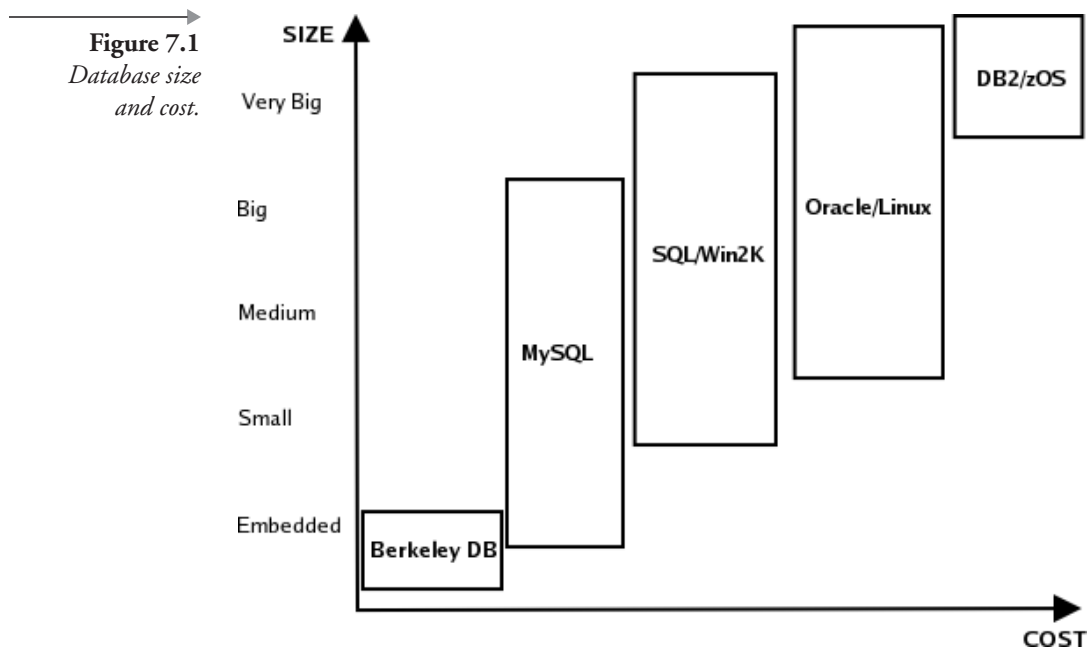 Figure 7.1
Database size
and cost.
SIZE
Very Big
Big
Medium
Small
Embedded
DB2/zOS
Oracle/Linux
SQL/Win2K
MySQL
Berkeley DB
COST